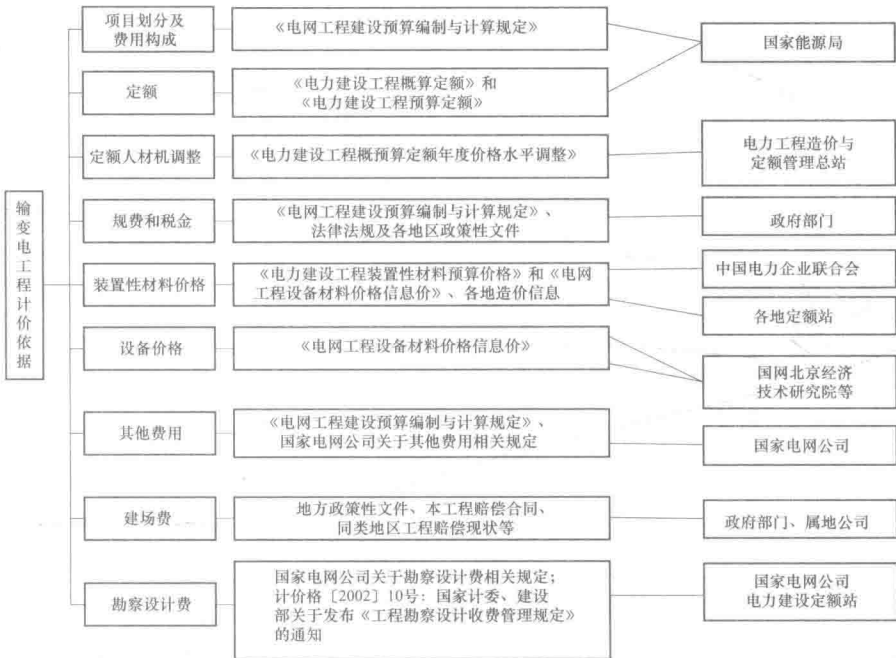 输变电工程计价依据
项目划分及
费用构成
《电网工程建设预算编制与计算规定》
国家能源局
定额
《电力建设工程概算定额》和
《电力建设工程预算定额》
定额人材机调整
《电力建设工程概预算定额年度价格水平调整》
电力工程造价与
定额管理总站
规费和税金
《电网工程建设预算编制与计算规定》、
法律法规及各地区政策性文件
政府部门
装置性材料价格
《电力建设工程装置性材料预算价格》和《电网
工程设备材料价格信息价》、各地造价信息
中国电力企业联合会
各地定额站
设备价格
《电网工程设备材料价格信息价》
国网北京经济
技术研究院等
其他费用
《电网工程建设预算编制与计算规定》、
国家电网公司关于其他费用相关规定
国家电网公司
建场费
地方政策性文件、本工程赔偿合同、
同类地区工程赔偿现状等
政府部门、属地公司
勘察设计费
国家电网公司关于勘察设计费相关规定；
计价格［2002］10号：国家计委、建设
部关于发布《工程勘察设计收费管理规定》
的通知
国家电网公司
电力建设定额站